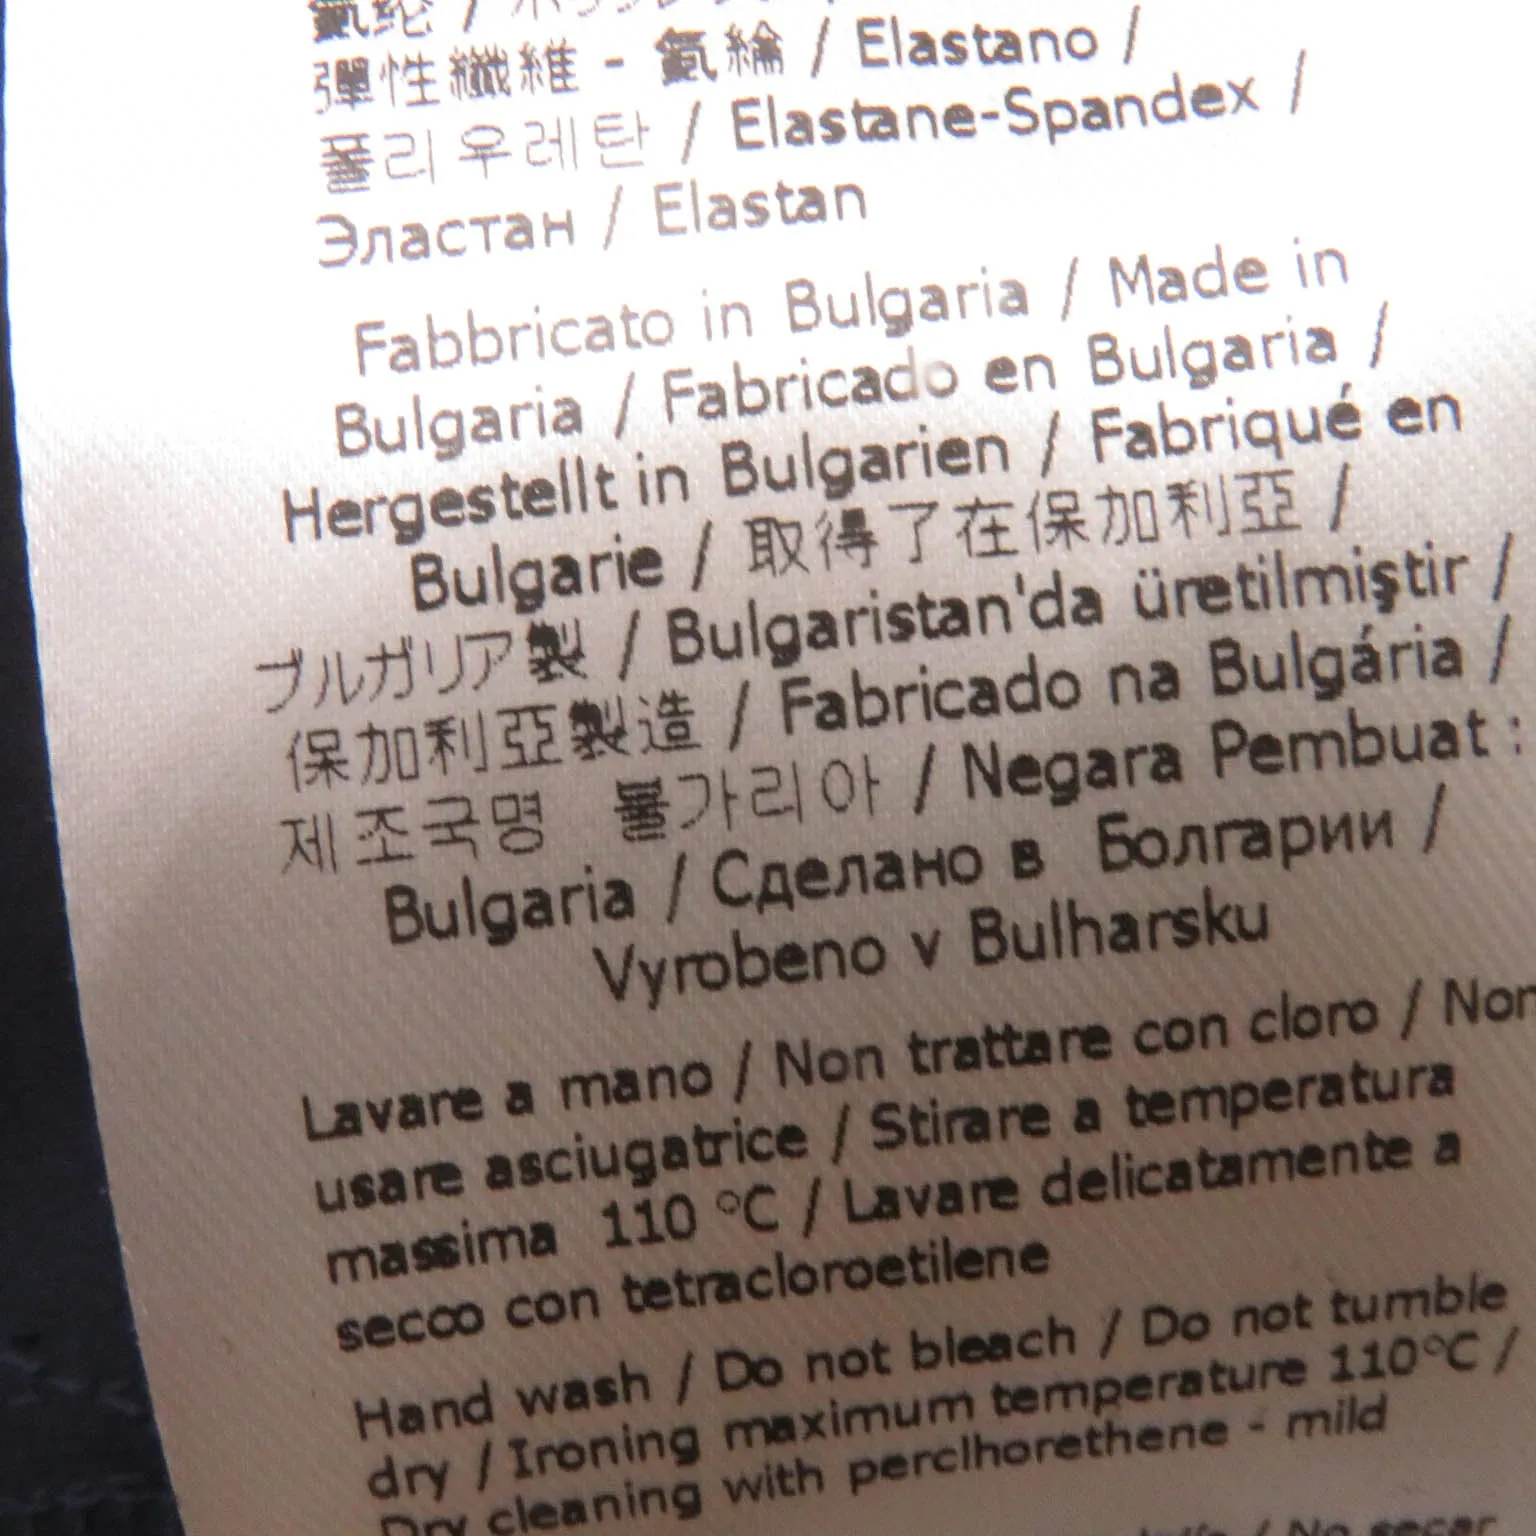 氨綸 /
彈性纖維 - 氨綸 / Elastano /
폴리우레탄 / Elastane-Spandex /
Эластан / Elastan
Fabbricato in Bulgaria / Made in
Bulgaria / Fabricado en Bulgaria /
Hergestellt in Bulgarien / Fabriqué en
Bulgarie / 取得了在保加利亞 /
ブルガリア製 / Bulgaristan'da üretilmiştir /
保加利亞製造 / Fabricado na Bulgária /
제조국명 불가리아 / Negara Pembuat :
Bulgaria / Сделано в Болгарии /
Vyrobeno v Bulharsku
Lavare a mano / Non trattare con cloro / Non
usare asciugatrice / Stirare a temperatura
massima 110 °C / Lavare delicatamente a
secco con tetracloroetilene
Hand wash / Do not bleach / Do not tumble
dry / Ironing maximum temperature 110°C /
Dry cleaning with perclhorethene - mild
/ No secar